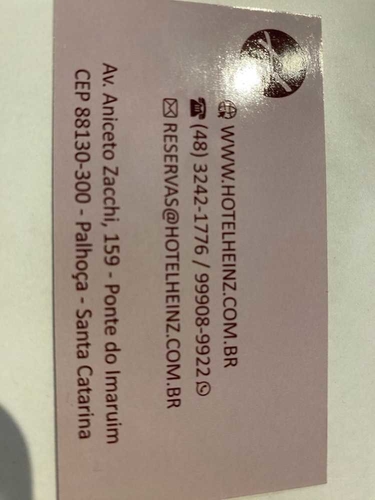 WWW.HOTELHEINZ.COM.BR
(48) 3242-1776 / 99908-9922
RESERVAS@HOTELHEINZ.COM.BR
Av. Aniceto Zacchi, 159 - Ponte do Imaruim
CEP 88130-300 - Palhoça - Santa Catarina